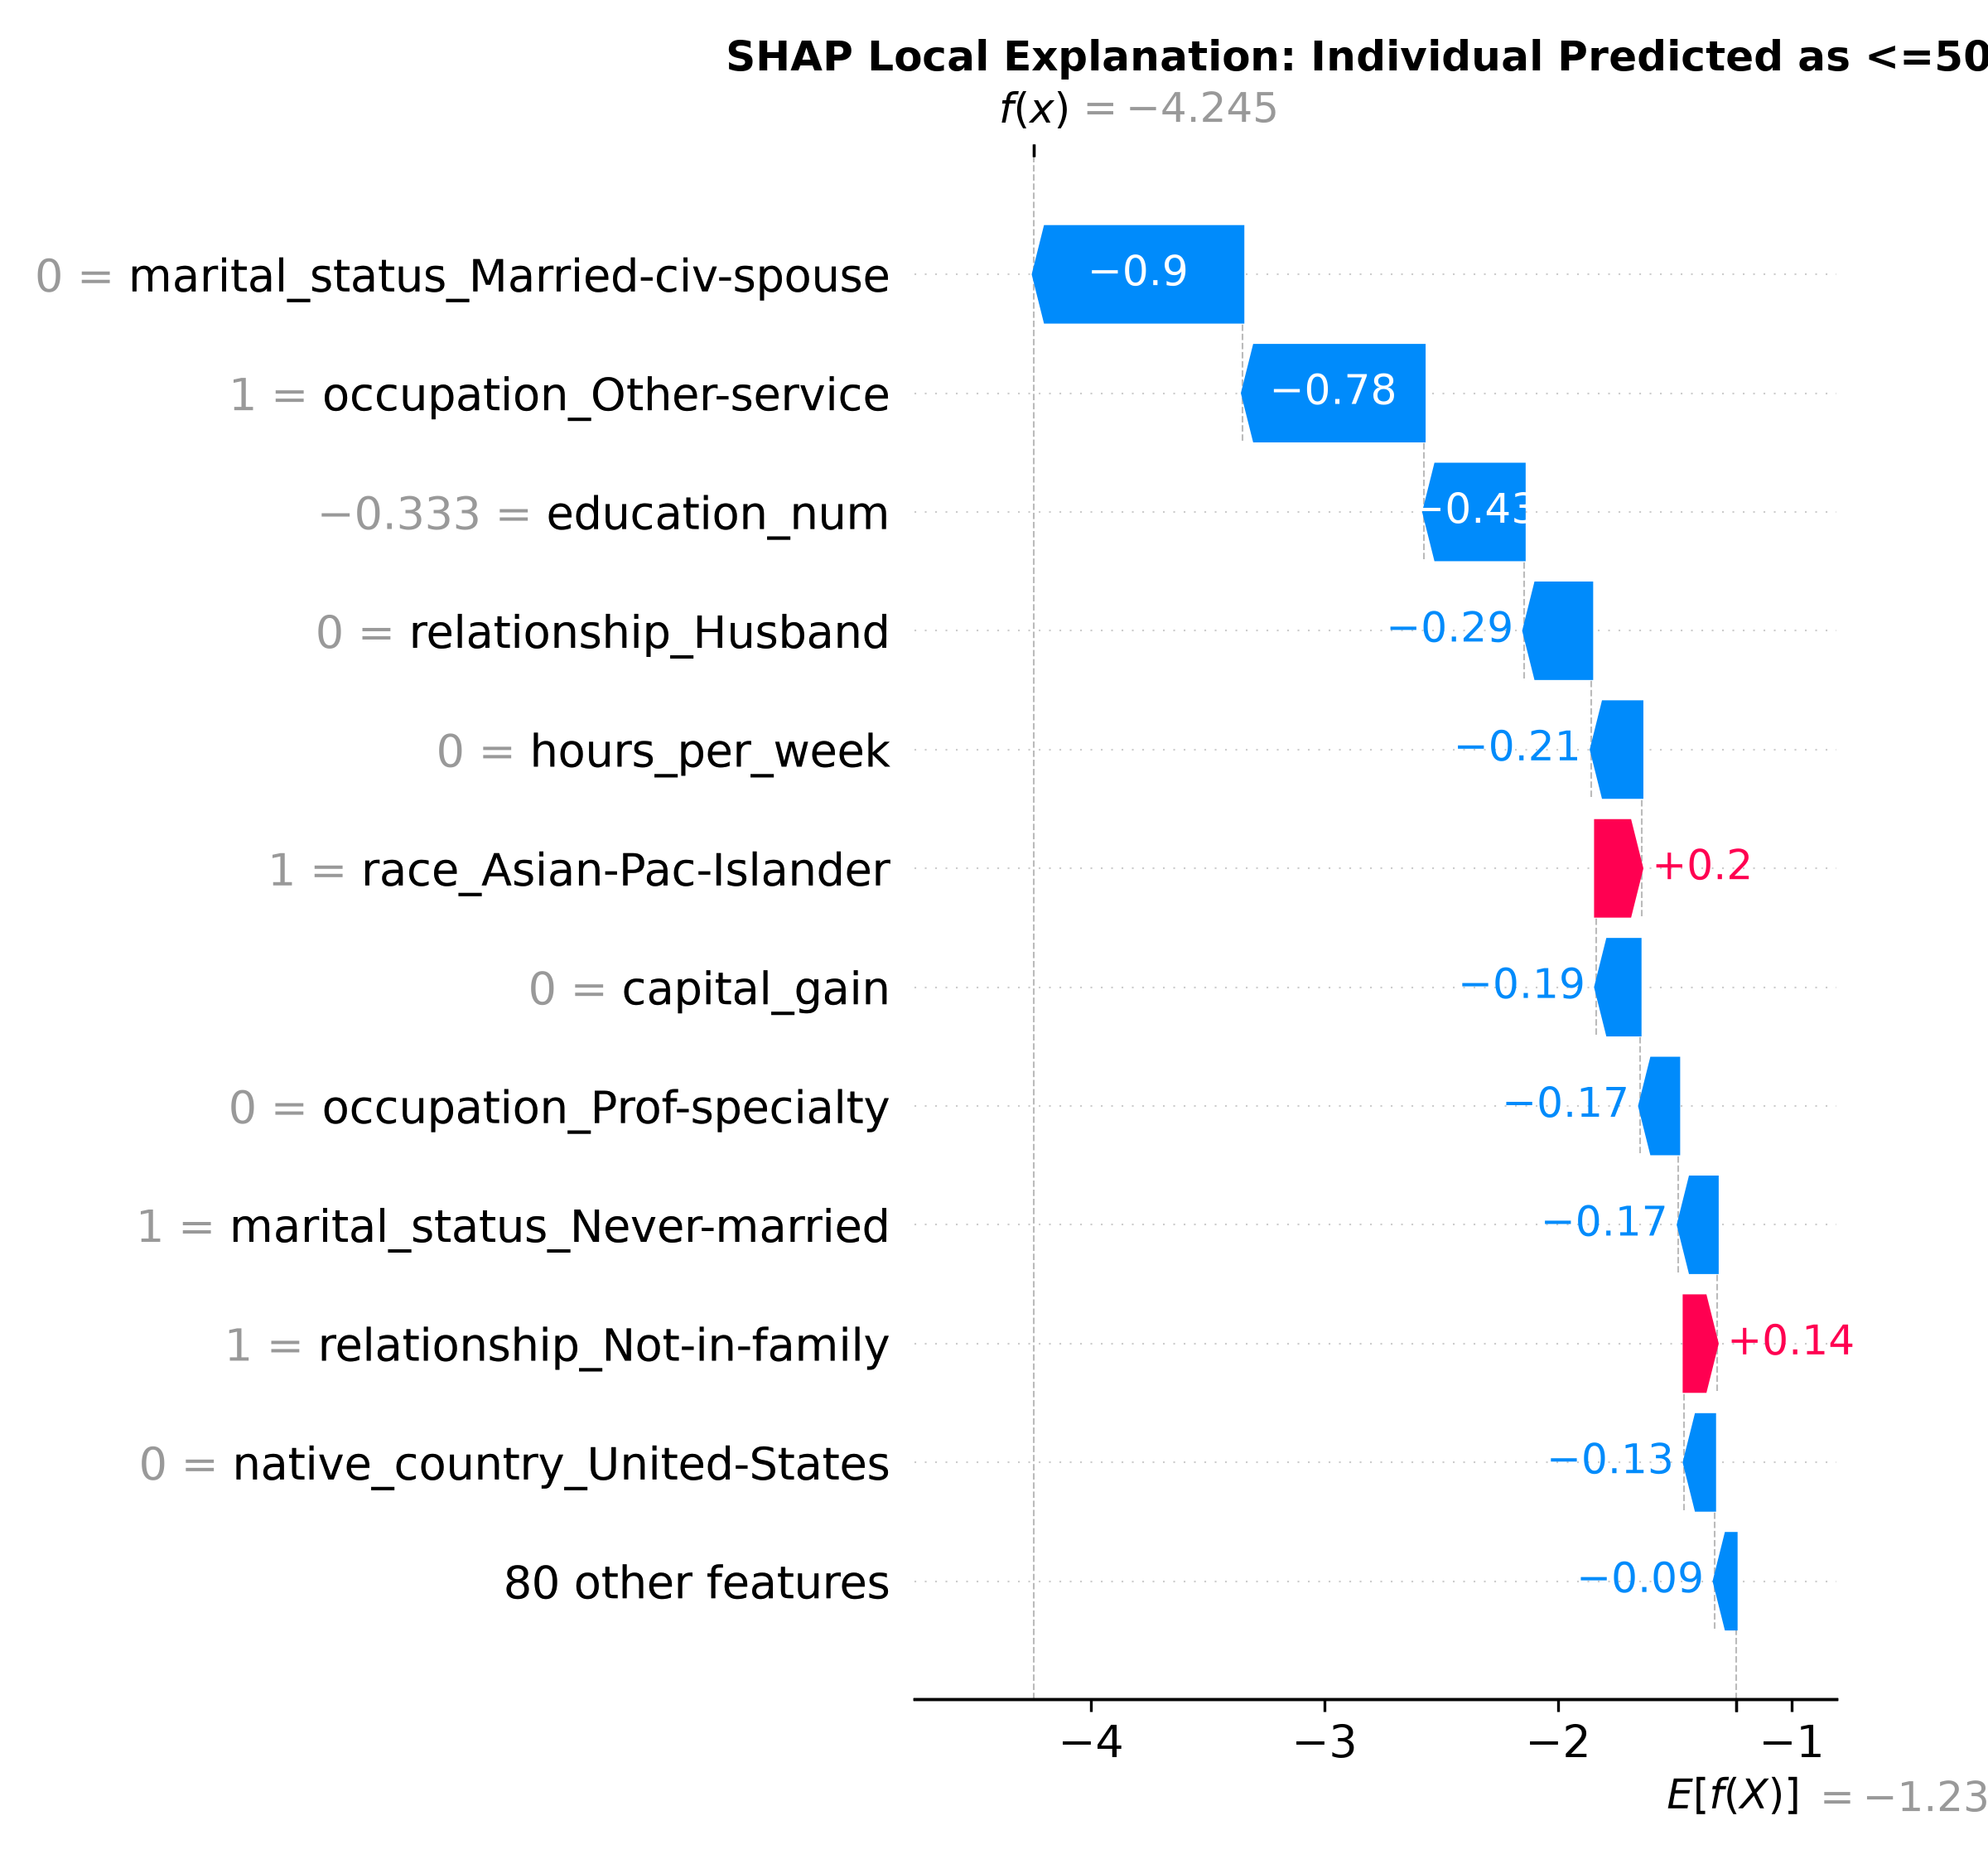 SHAP Local Explanation: Individual Predicted as <=50
f(x) = −4.245
0 = marital_status_Married-civ-spouse −0.9
1 = occupation_Other-service −0.78
−0.333 = education_num −0.43
0 = relationship_Husband −0.29
0 = hours_per_week −0.21
1 = race_Asian-Pac-Islander +0.2
0 = capital_gain −0.19
0 = occupation_Prof-specialty −0.17
1 = marital_status_Never-married −0.17
1 = relationship_Not-in-family +0.14
0 = native_country_United-States −0.13
80 other features −0.09
−4 −3 −2 −1
E[f(X)] = −1.23